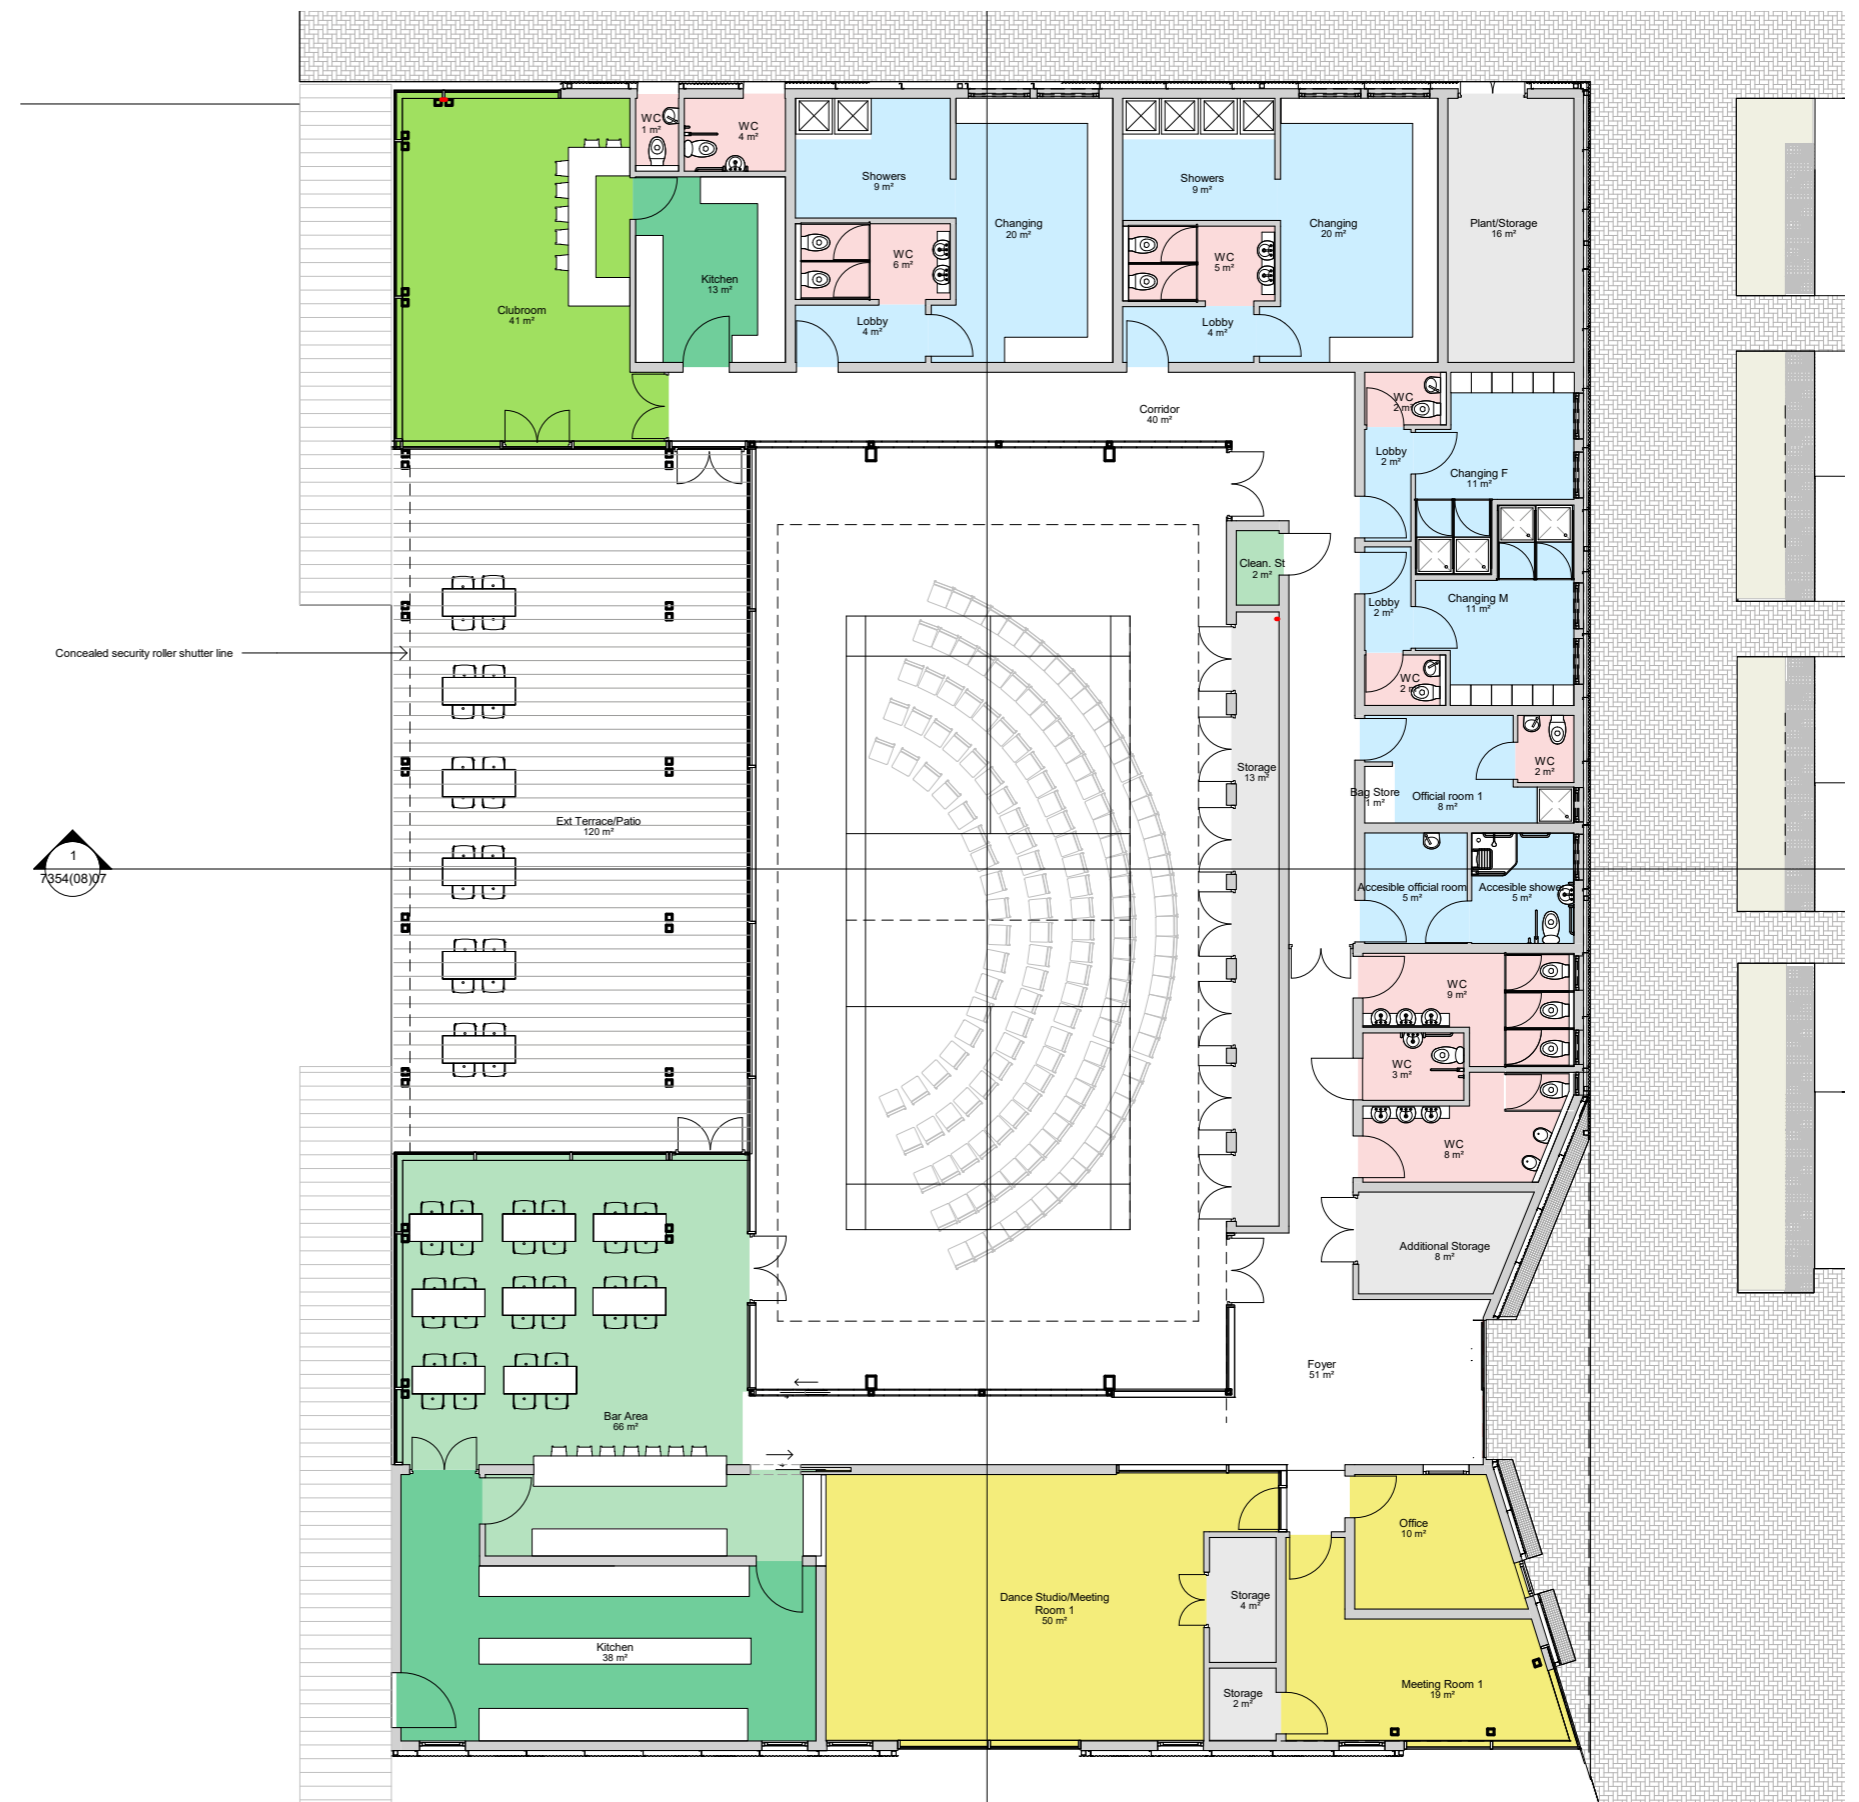 WC
1 m²
WC
4 m²
Showers
9 m²
Changing
20 m²
Showers
9 m²
Changing
20 m²
Plant/Storage
16 m²
WC
6 m²
WC
5 m²
Kitchen
13 m²
Clubroom
41 m²
Lobby
4 m²
Lobby
4 m²
Corridor
40 m²
WC
2 m²
Lobby
2 m²
Changing F
11 m²
Clean. St
2 m²
Lobby
2 m²
Changing M
11 m²
Concealed security roller shutter line
WC
2 m²
Storage
13 m²
WC
2 m²
Bag Store
1 m²
Official room 1
8 m²
Ext Terrace/Patio
120 m²
1
7354(08)07
Accesible official room
5 m²
Accesible shower
5 m²
WC
9 m²
WC
3 m²
WC
8 m²
Additional Storage
8 m²
Foyer
51 m²
Bar Area
66 m²
Office
10 m²
Dance Studio/Meeting
Room 1
50 m²
Storage
4 m²
Kitchen
38 m²
Storage
2 m²
Meeting Room 1
19 m²